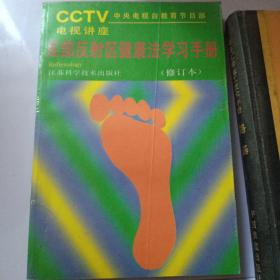 CCTV 中央电视台教育节目部
电视讲座
足部反射区健康法学习手册
Reflexology
江苏科学技术出版社 (修订本)